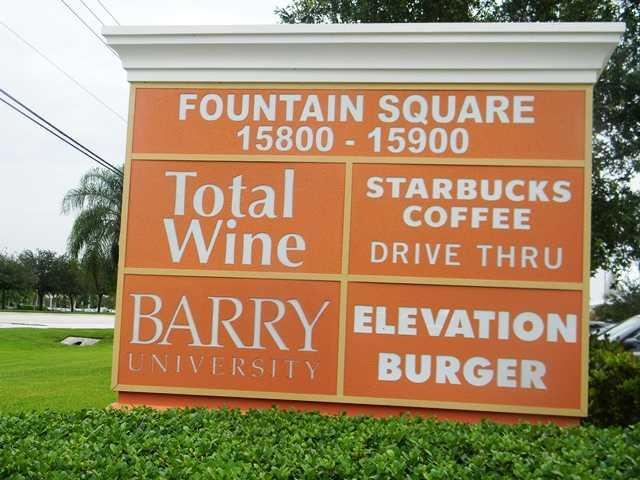 FOUNTAIN SQUARE
15800 - 15900
Total
Wine
STARBUCKS
COFFEE
DRIVE THRU
BARRY
UNIVERSITY
ELEVATION
BURGER